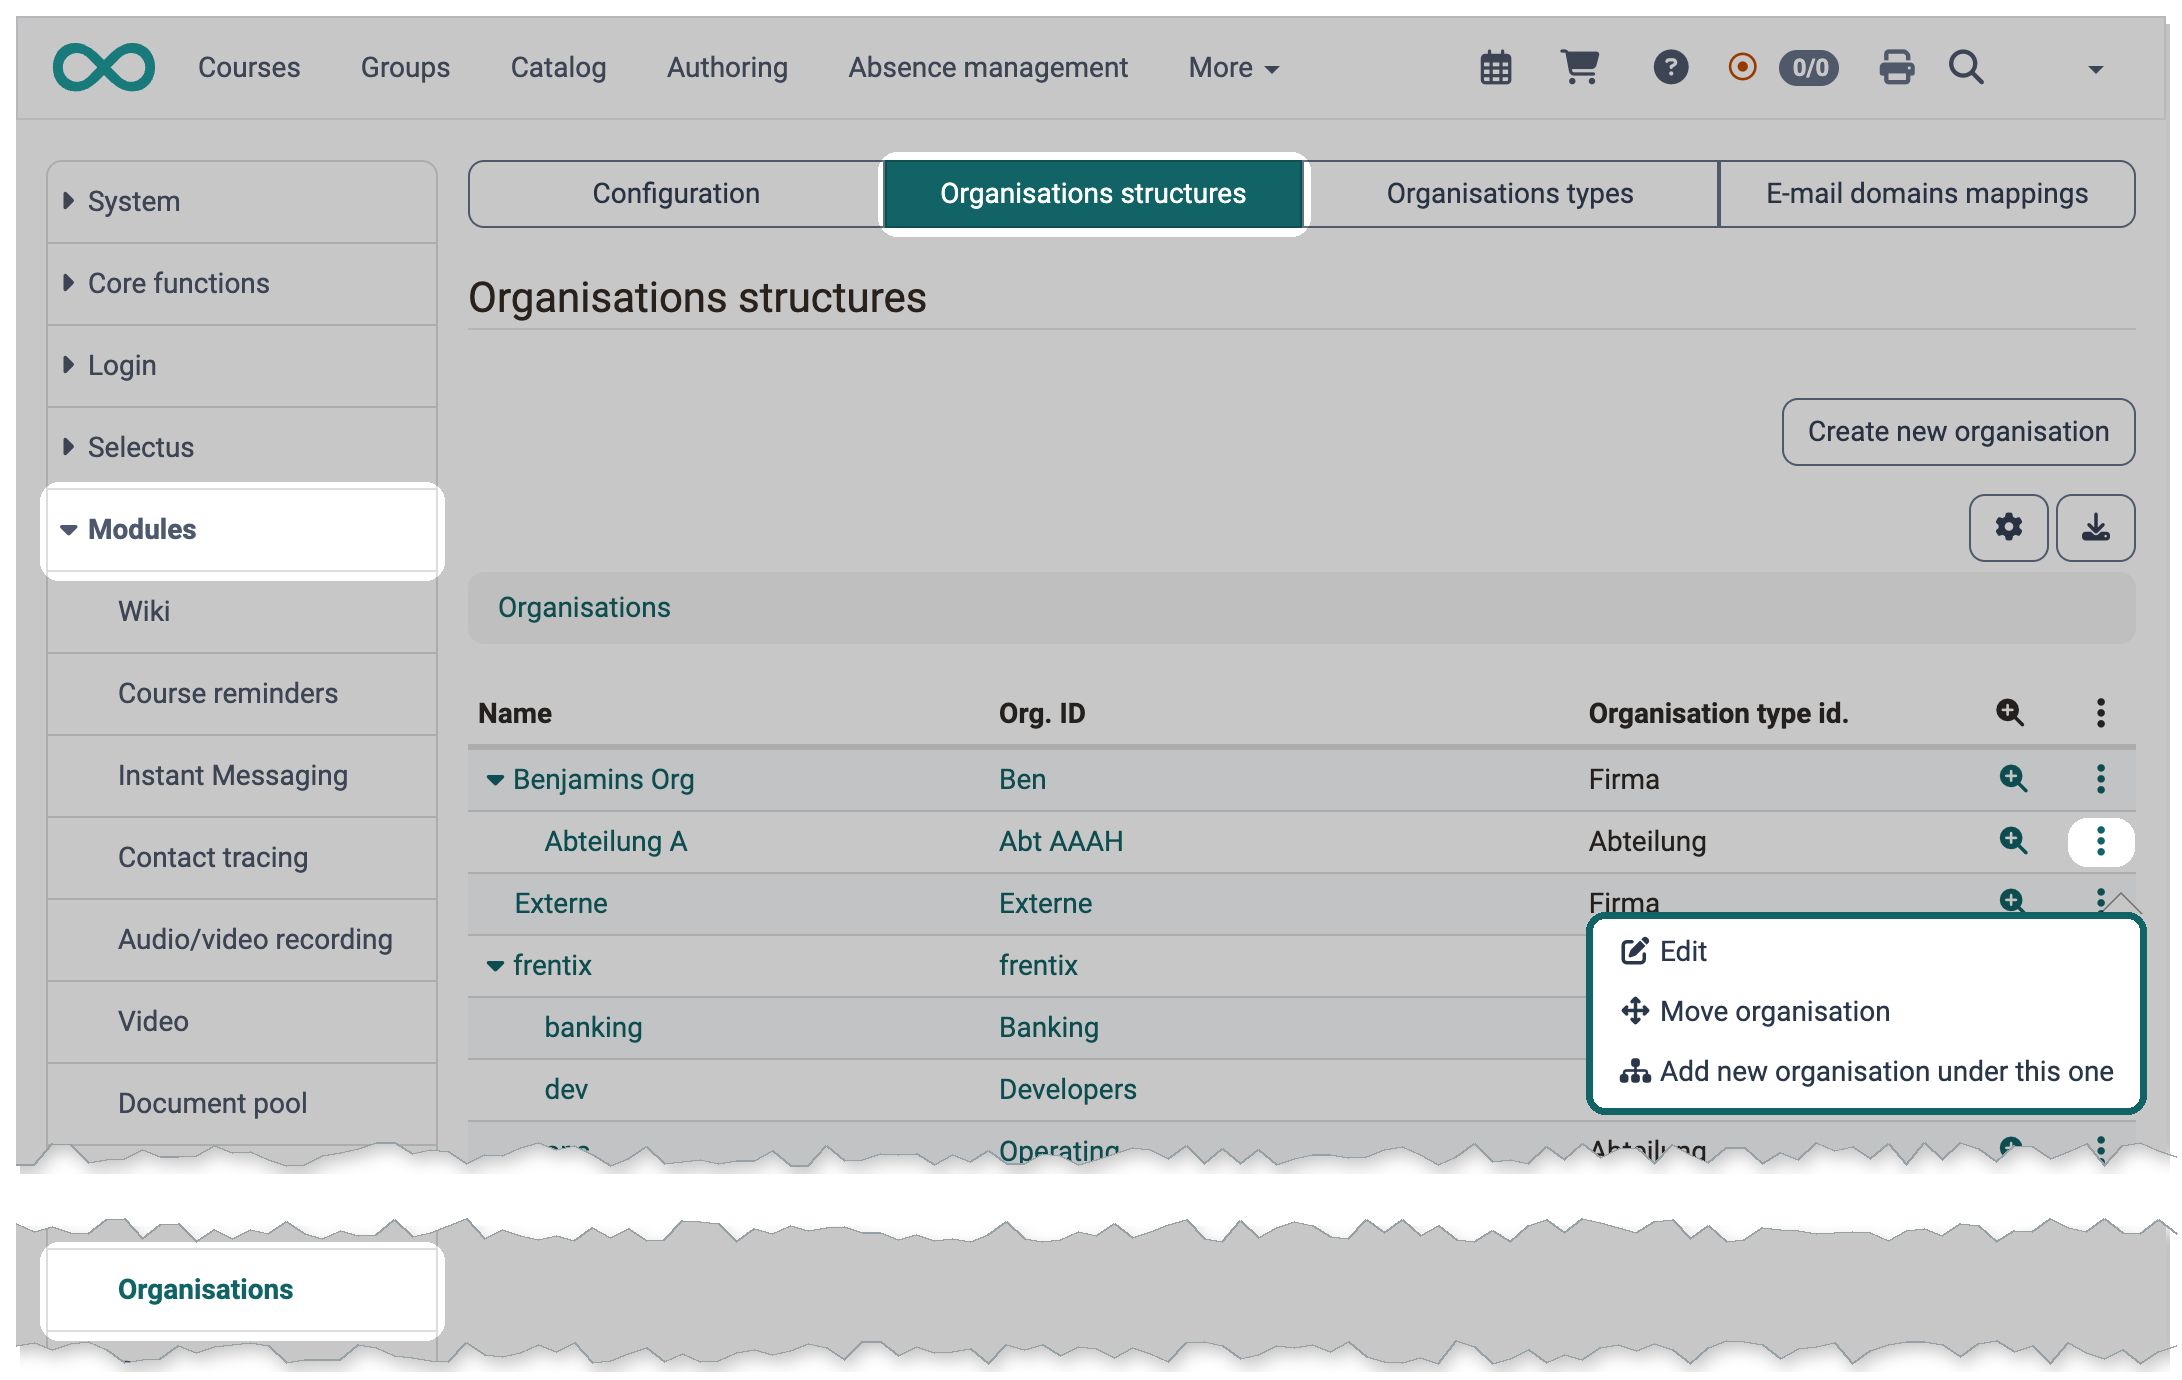 Courses Groups Catalog Authoring Absence management More ? 0/0
Configuration Organisations structures Organisations types E-mail domains mappings
System
Core functions
Login
Selectus
Modules
Wiki
Course reminders
Instant Messaging
Contact tracing
Audio/video recording
Video
Document pool
Organisations structures
Create new organisation
Organisations
Name Org. ID Organisation type id.
Benjamins Org Ben Firma
Abteilung A Abt AAAH Abteilung
Externe Externe Firma
frentix frentix
banking Banking
dev Developers
Operating Abteilung
Edit
Move organisation
Add new organisation under this one
Organisations